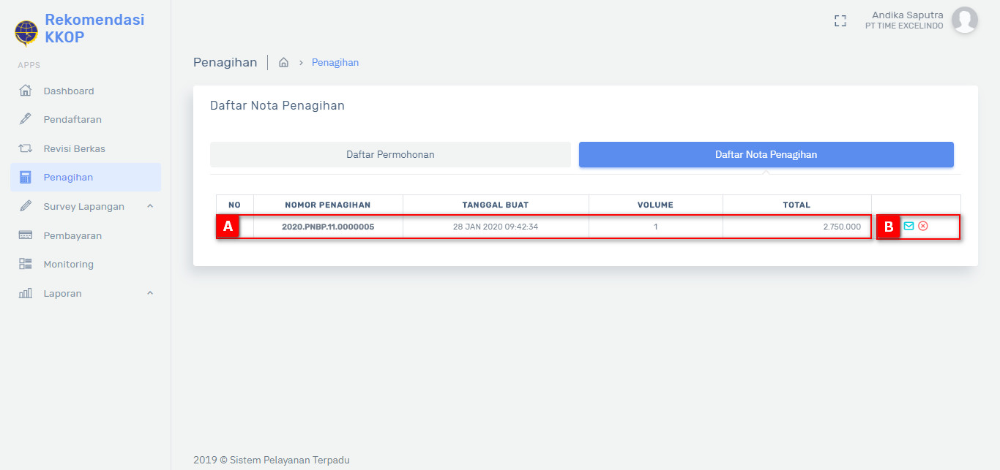 Rekomendasi
KKOP
Andika Saputra
PT TIME EXCELINDO
APPS
Dashboard
Pendaftaran
Revisi Berkas
Penagihan
Survey Lapangan
Pembayaran
Monitoring
Laporan
Penagihan
Penagihan
Daftar Nota Penagihan
Daftar Permohonan
Daftar Nota Penagihan
NO NOMOR PENAGIHAN TANGGAL BUAT VOLUME TOTAL
A 2020.PNBP.11.0000005 28 JAN 2020 09:42:34 1 2.750.000 B
2019 © Sistem Pelayanan Terpadu